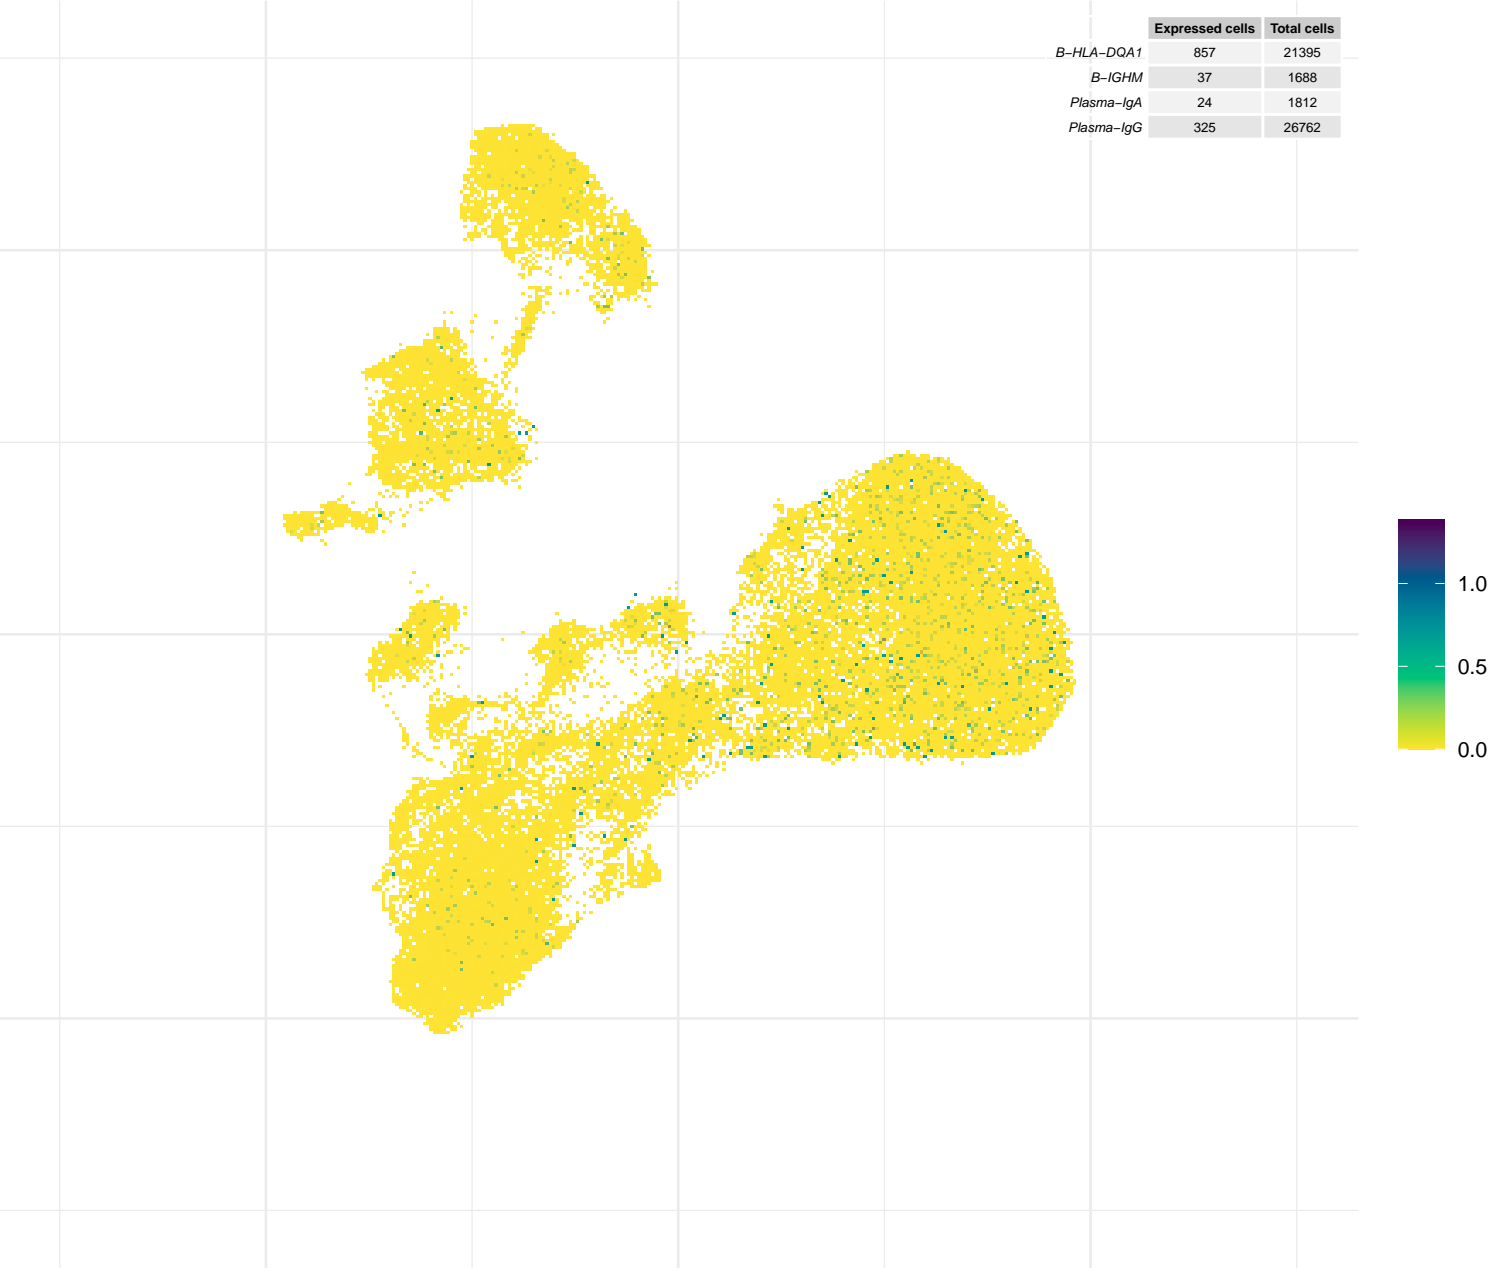 Expressed cells Total cells
B−HLA−DQA1 857 21395
B−IGHM 37 1688
Plasma−IgA 24 1812
Plasma−IgG 325 26762
1.0
0.5
0.0